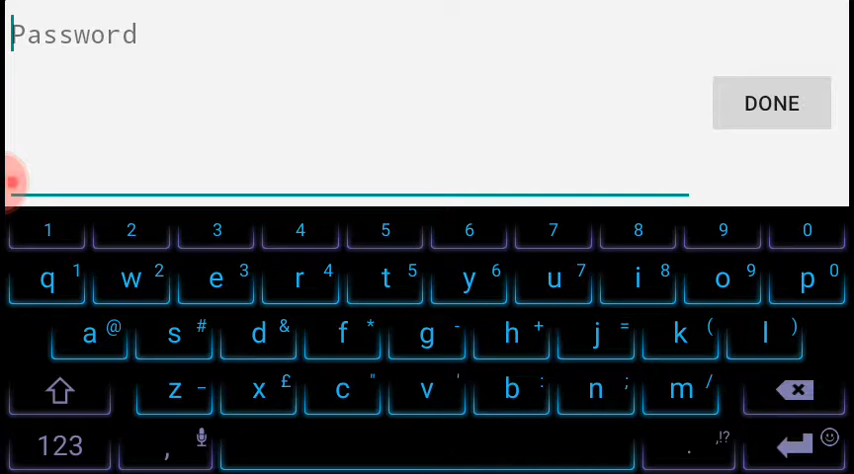 Password
DONE
1 2 3 4 5 6 7 8 9 0
q 1 w 2 e 3 r 4 t 5 y 6 u 7 i 8 o 9 p 0
a @ s # d & f * g - h + j = k ( l )
z _ x £ c " v ' b : n ; m /
123 , . ,!?